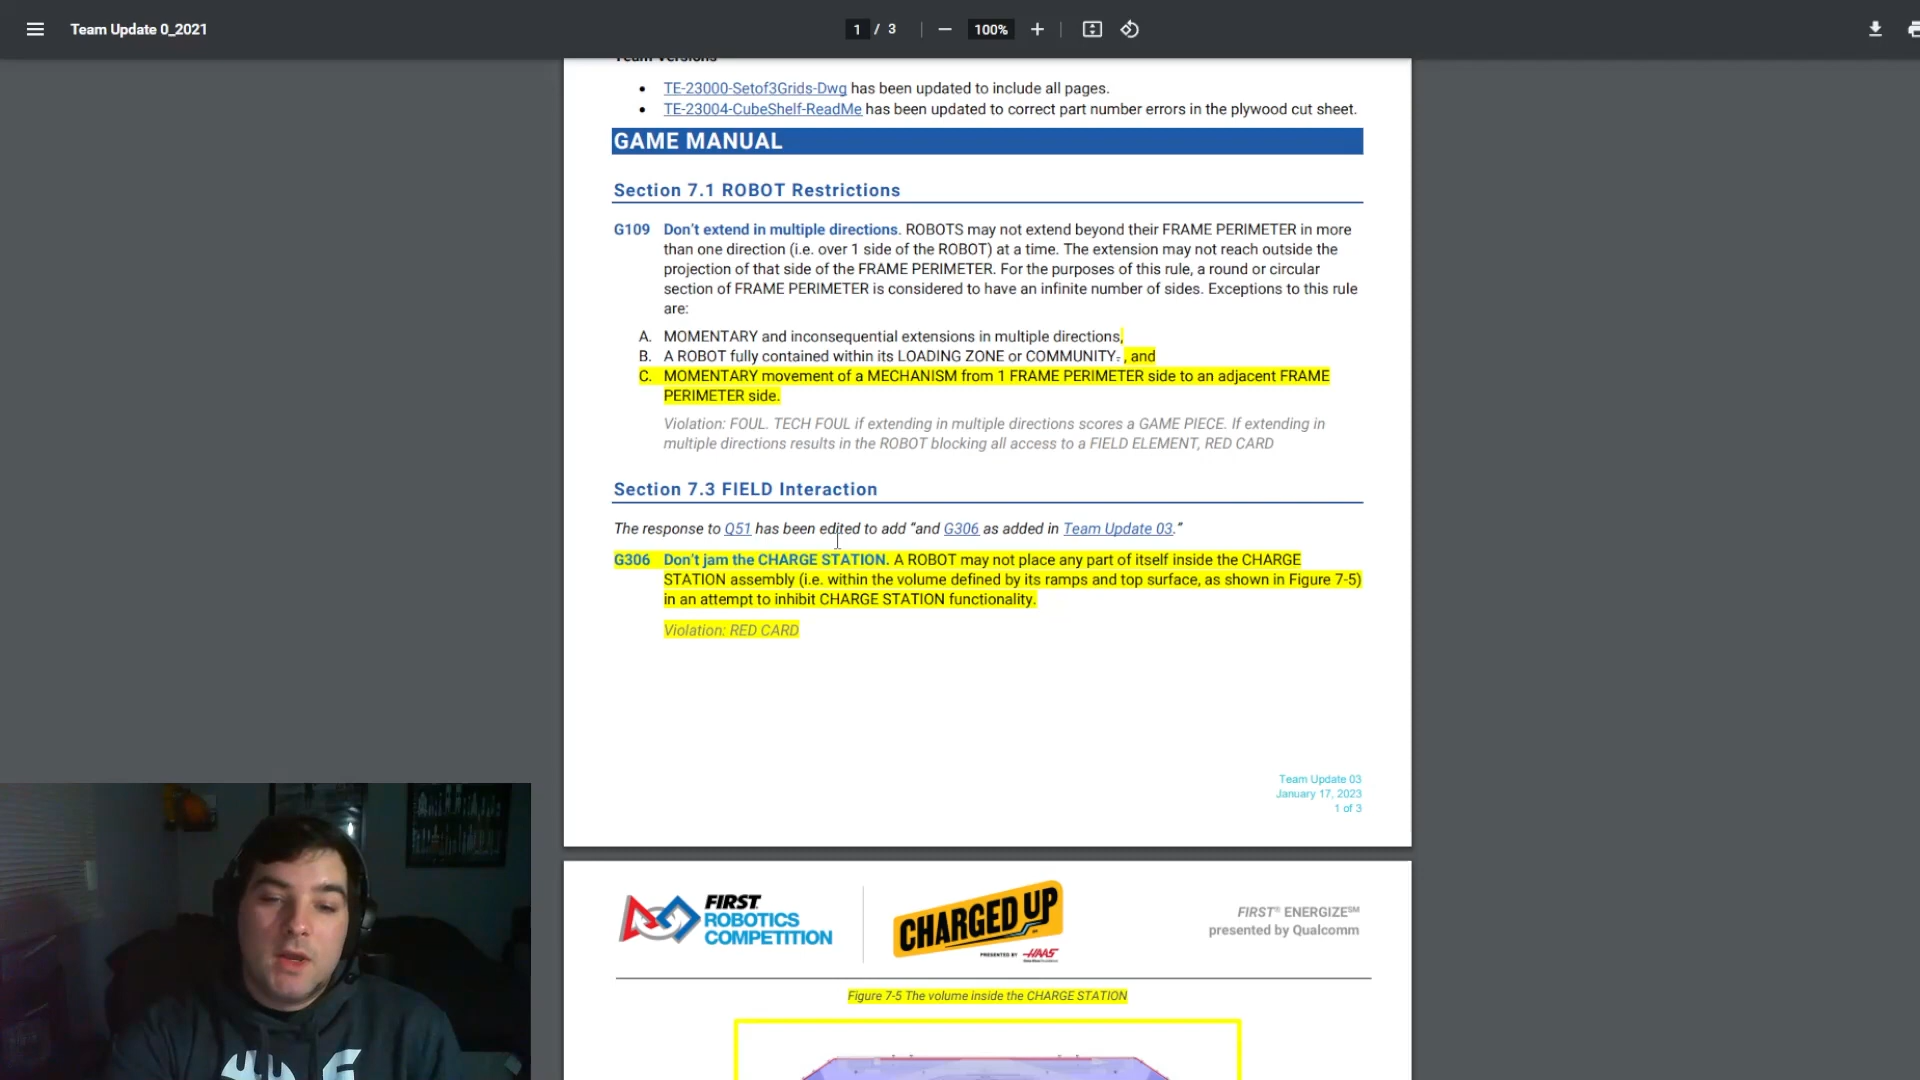 Team Update 0_2021
1 / 3
100%
Team Versions
• TE-23000-Setof3Grids-Dwg has been updated to include all pages.
• TE-23004-CubeShelf-ReadMe has been updated to correct part number errors in the plywood cut sheet.
GAME MANUAL
Section 7.1 ROBOT Restrictions
G109 Don't extend in multiple directions. ROBOTS may not extend beyond their FRAME PERIMETER in more
than one direction (i.e. over 1 side of the ROBOT) at a time. The extension may not reach outside the
projection of that side of the FRAME PERIMETER. For the purposes of this rule, a round or circular
section of FRAME PERIMETER is considered to have an infinite number of sides. Exceptions to this rule
are:
A. MOMENTARY and inconsequential extensions in multiple directions,
B. A ROBOT fully contained within its LOADING ZONE or COMMUNITY. , and
C. MOMENTARY movement of a MECHANISM from 1 FRAME PERIMETER side to an adjacent FRAME
PERIMETER side.
Violation: FOUL. TECH FOUL if extending in multiple directions scores a GAME PIECE. If extending in
multiple directions results in the ROBOT blocking all access to a FIELD ELEMENT, RED CARD
Section 7.3 FIELD Interaction
The response to Q51 has been edited to add “and G306 as added in Team Update 03.”
G306 Don't jam the CHARGE STATION. A ROBOT may not place any part of itself inside the CHARGE
STATION assembly (i.e. within the volume defined by its ramps and top surface, as shown in Figure 7-5)
in an attempt to inhibit CHARGE STATION functionality.
Violation: RED CARD
Team Update 03
January 17, 2023
1 of 3
FIRST
ROBOTICS
COMPETITION
CHARGED UP
PRESENTED BY HAAS
FIRST® ENERGIZE℠
presented by Qualcomm
Figure 7-5 The volume inside the CHARGE STATION